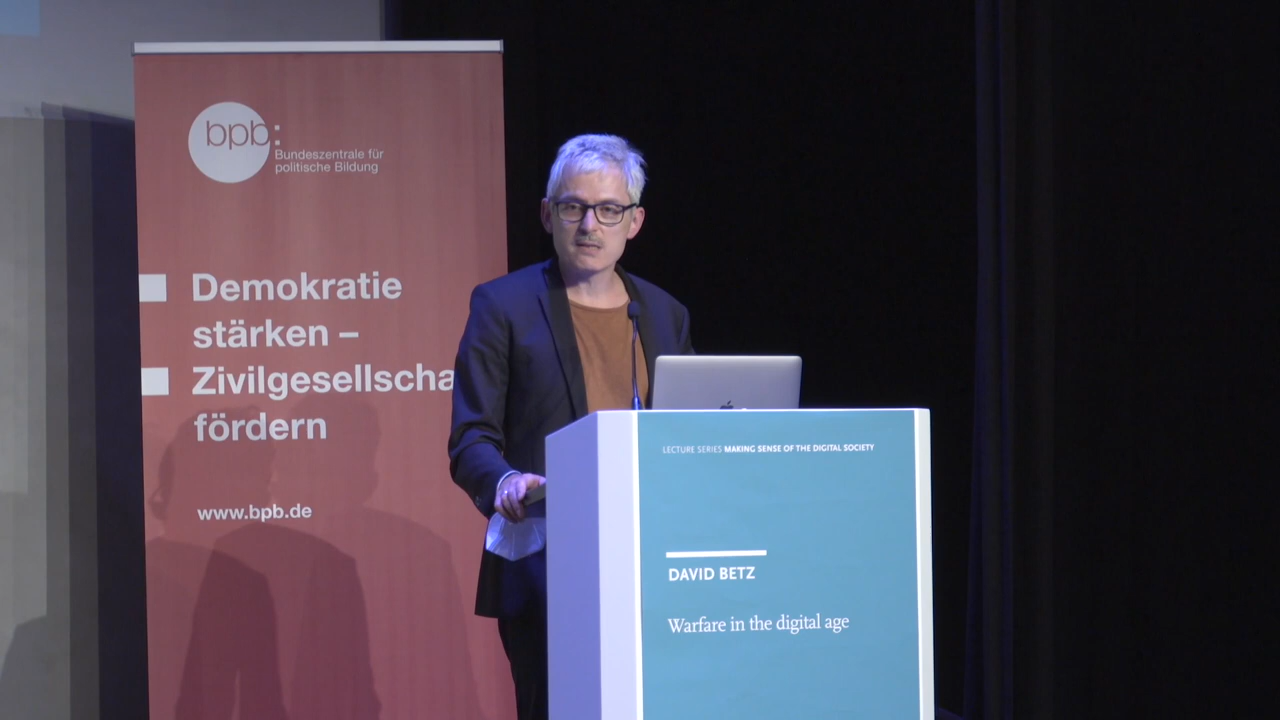 bpb:
Bundeszentrale für
politische Bildung
Demokratie
stärken –
Zivilgesellscha
fördern
www.bpb.de
LECTURE SERIES MAKING SENSE OF THE DIGITAL SOCIETY
DAVID BETZ
Warfare in the digital age